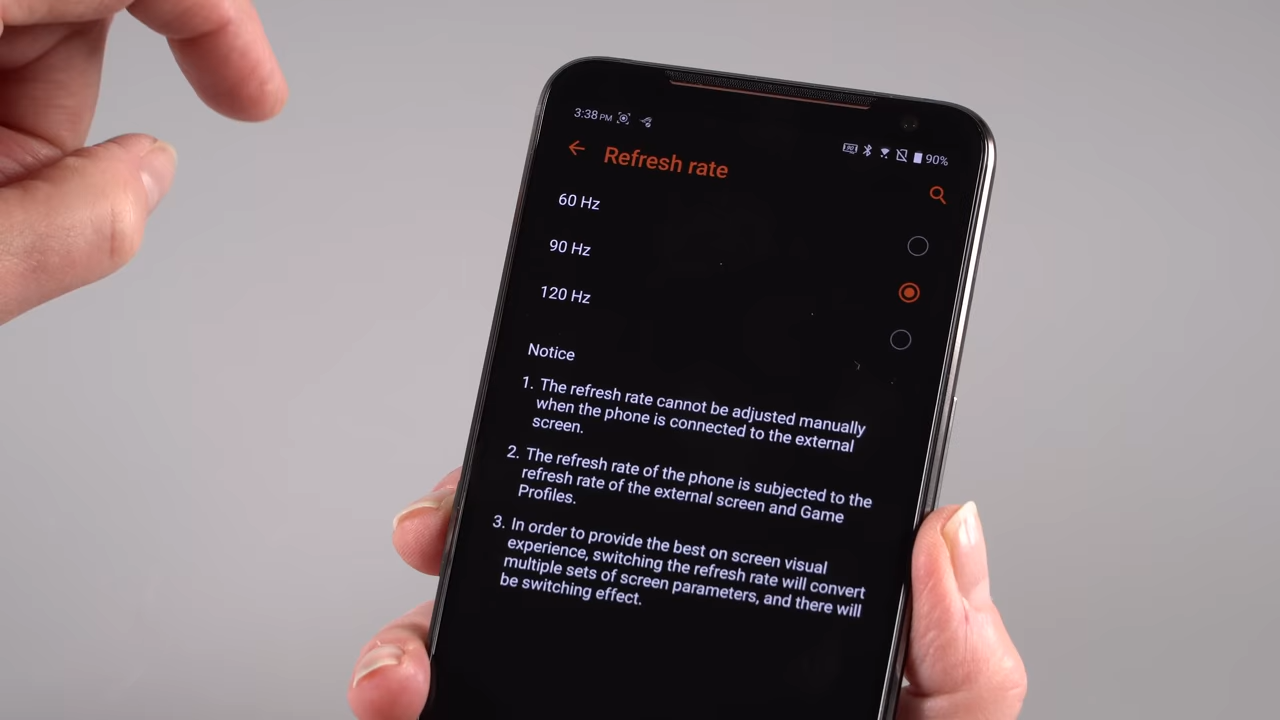 3:38 PM
90%
Refresh rate
60 Hz
90 Hz
120 Hz
Notice
1. The refresh rate cannot be adjusted manually
when the phone is connected to the external
screen.
2. The refresh rate of the phone is subjected to the
refresh rate of the external screen and Game
Profiles.
3. In order to provide the best on screen visual
experience, switching the refresh rate will convert
multiple sets of screen parameters, and there will
be switching effect.